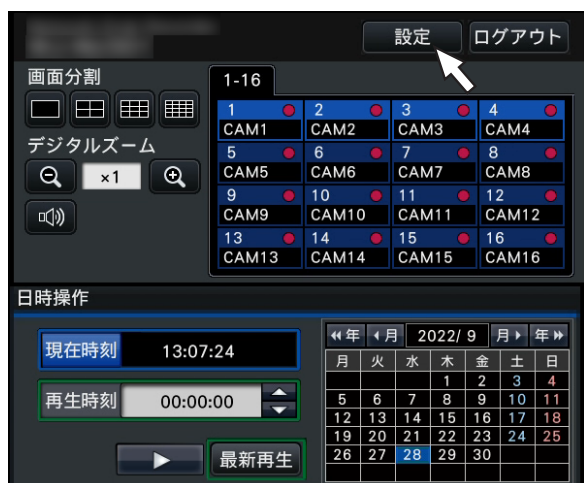 設定 ログアウト
画面分割
1-16
1 2 3 4
CAM1 CAM2 CAM3 CAM4
デジタルズーム
×1
5 6 7 8
CAM5 CAM6 CAM7 CAM8
9 10 11 12
CAM9 CAM10 CAM11 CAM12
13 14 15 16
CAM13 CAM14 CAM15 CAM16
日時操作
現在時刻 13:07:24
再生時刻 00:00:00
最新再生
年 月 2022/ 9 月 年
月 火 水 木 金 土 日
1 2 3 4
5 6 7 8 9 10 11
12 13 14 15 16 17 18
19 20 21 22 23 24 25
26 27 28 29 30